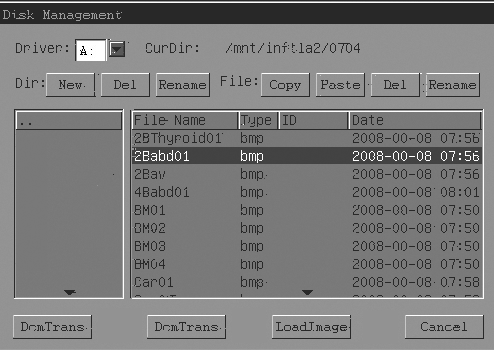 Disk Management
Driver: A: CurDir: /mnt/inftla2/0704
Dir: New Del Rename File: Copy Paste Del Rename
..
File Name Type ID Date
2BThyroid01 bmp 2008-00-08 07:56
2Babd01 bmp 2008-00-08 07:56
2Bav bmp 2008-00-08 07:56
4Babd01 bmp 2008-00-08 08:01
BM01 bmp 2008-00-08 07:50
BM02 bmp 2008-00-08 07:50
BM03 bmp 2008-00-08 07:50
BM04 bmp 2008-00-08 07:50
Car01 bmp 2008-00-08 07:58
DcmTrans DcmTrans LoadImage Cancel